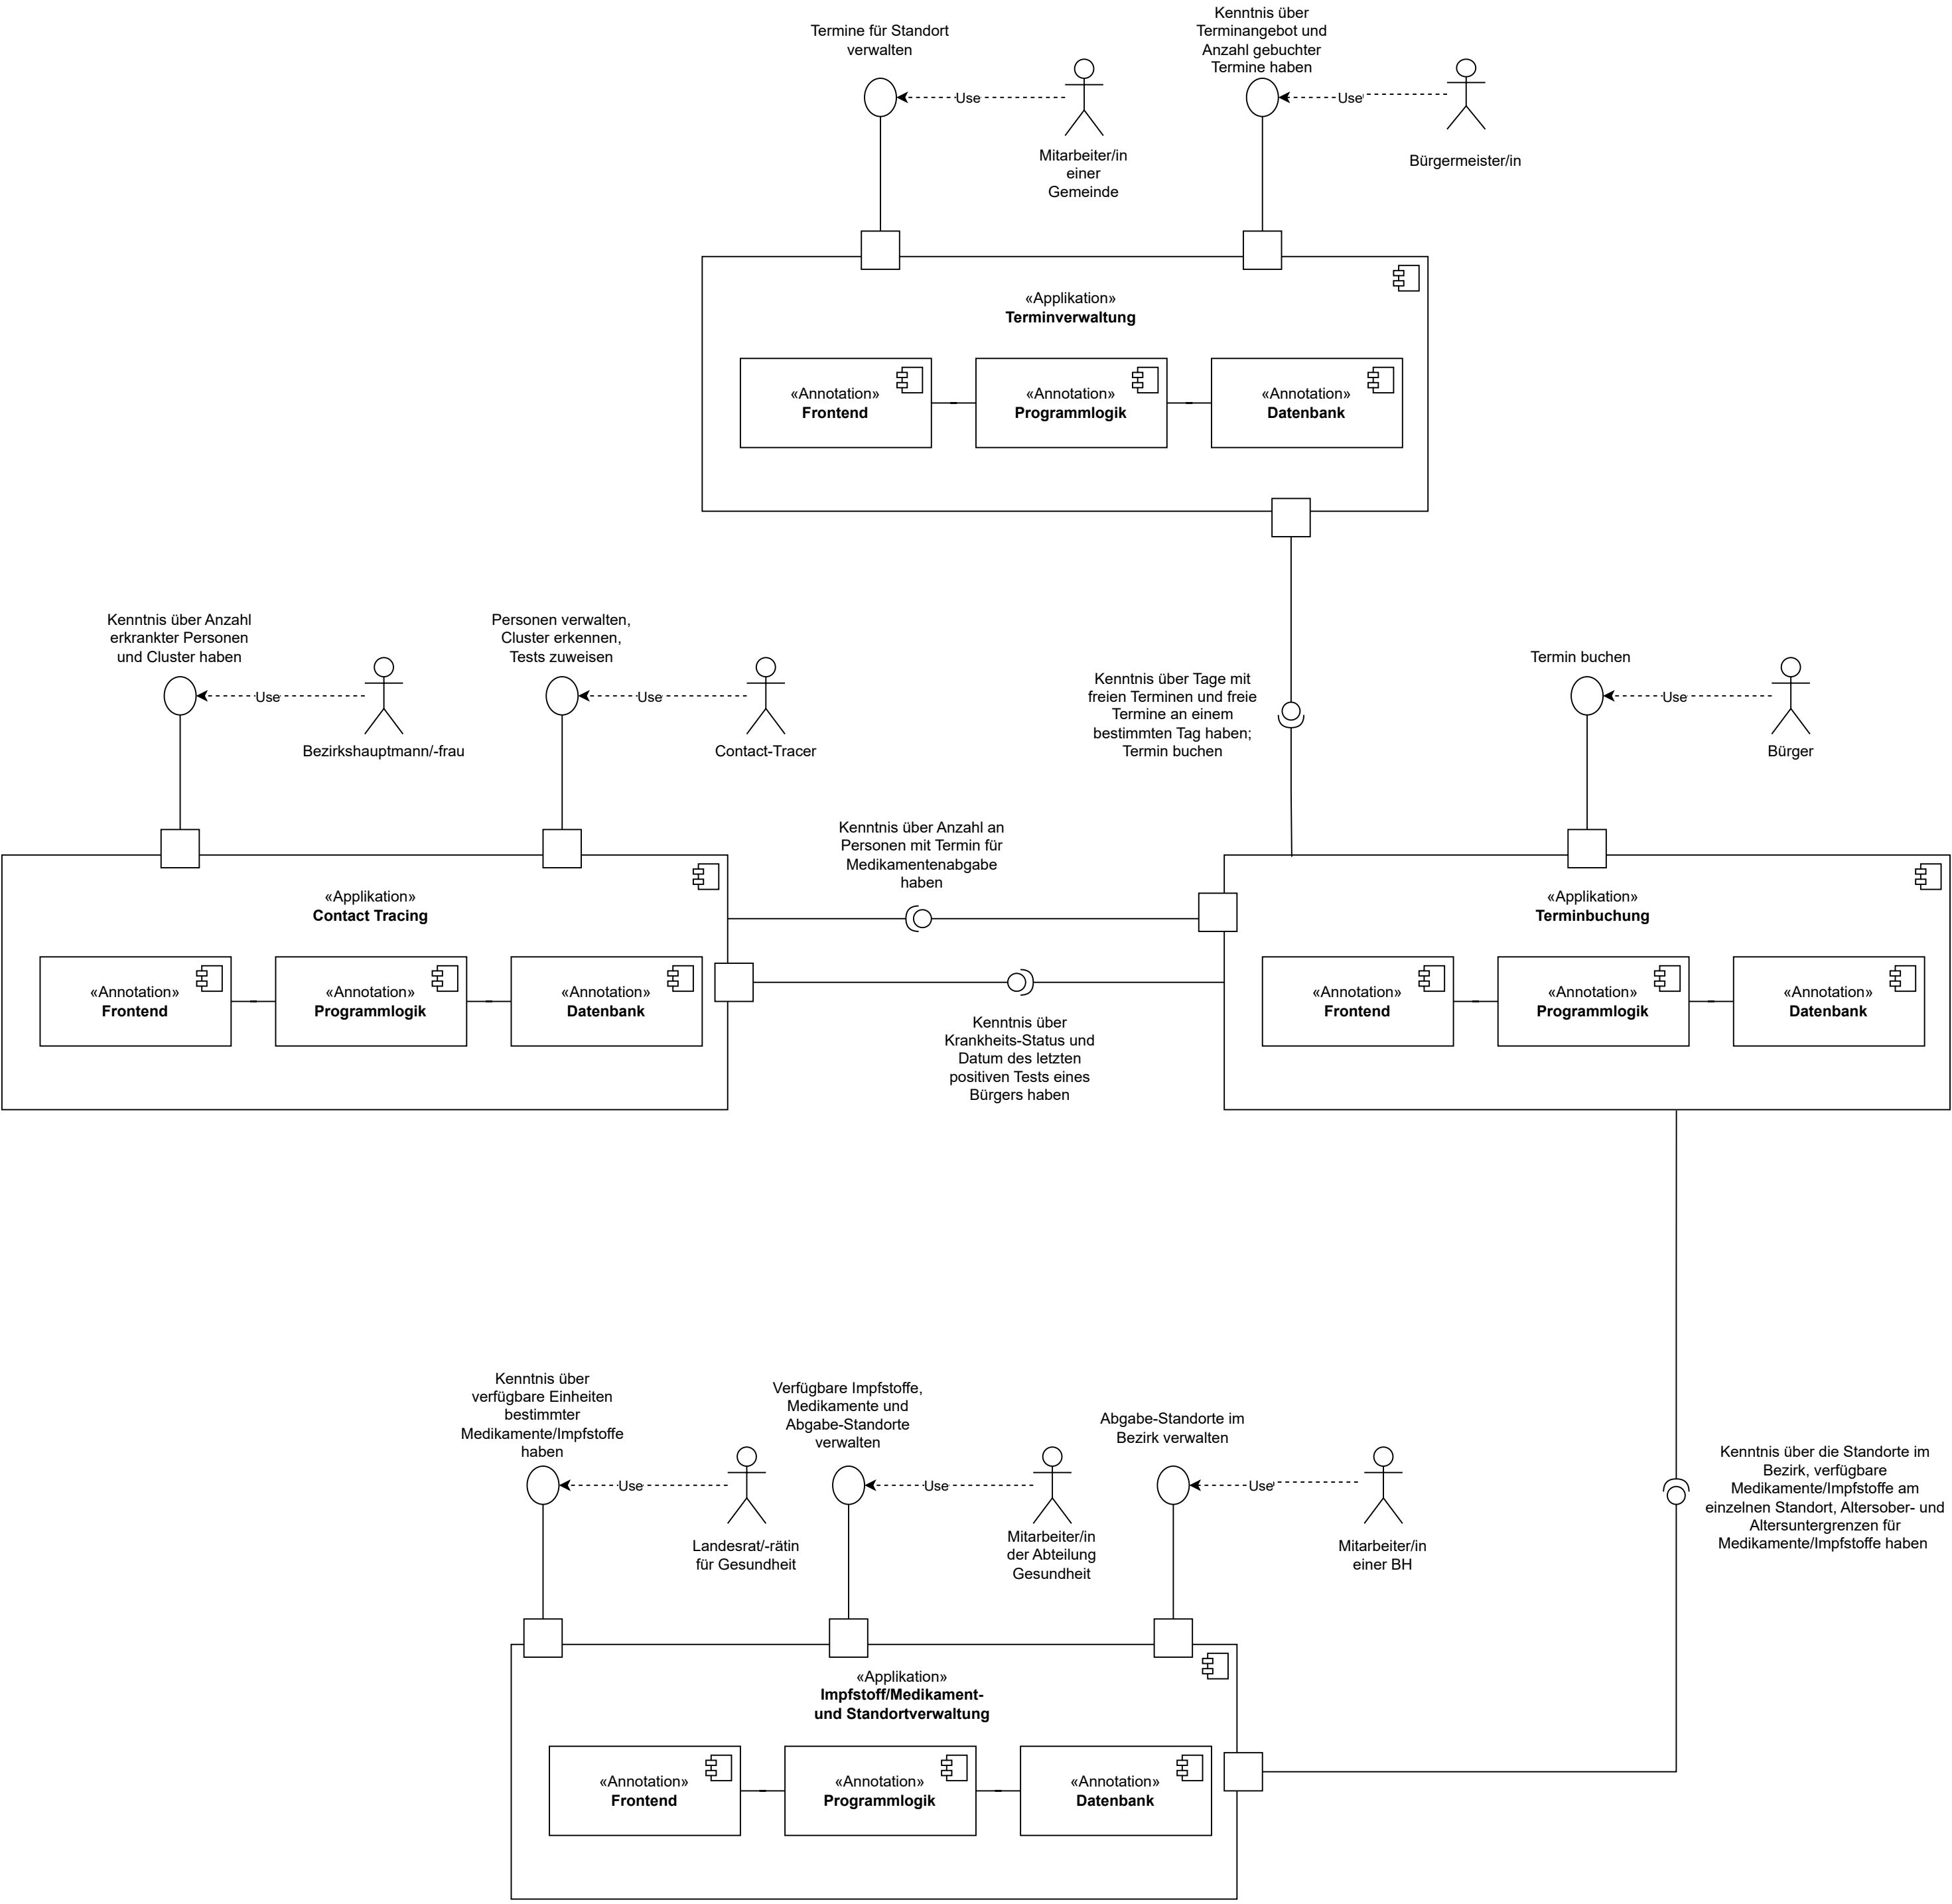 Termine für Standort
verwalten
Use
Mitarbeiter/in
einer
Gemeinde
Kenntnis über
Terminangebot und
Anzahl gebuchter
Termine haben
Use
Bürgermeister/in
«Applikation»
Terminverwaltung
«Annotation»
Frontend
«Annotation»
Programmlogik
«Annotation»
Datenbank
Kenntnis über Anzahl
erkrankter Personen
und Cluster haben
Use
Bezirkshauptmann/-frau
Personen verwalten,
Cluster erkennen,
Tests zuweisen
Use
Contact-Tracer
Kenntnis über Tage mit
freien Terminen und freie
Termine an einem
bestimmten Tag haben;
Termin buchen
Termin buchen
Use
Bürger
«Applikation»
Contact Tracing
«Annotation»
Frontend
«Annotation»
Programmlogik
«Annotation»
Datenbank
Kenntnis über Anzahl an
Personen mit Termin für
Medikamentenabgabe
haben
Kenntnis über
Krankheits-Status und
Datum des letzten
positiven Tests eines
Bürgers haben
«Applikation»
Terminbuchung
«Annotation»
Frontend
«Annotation»
Programmlogik
«Annotation»
Datenbank
Kenntnis über
verfügbare Einheiten
bestimmter
Medikamente/Impfstoffe
haben
Use
Landesrat/-rätin
für Gesundheit
Verfügbare Impfstoffe,
Medikamente und
Abgabe-Standorte
verwalten
Use
Mitarbeiter/in
der Abteilung
Gesundheit
Abgabe-Standorte im
Bezirk verwalten
Use
Mitarbeiter/in
einer BH
Kenntnis über die Standorte im
Bezirk, verfügbare
Medikamente/Impfstoffe am
einzelnen Standort, Altersober- und
Altersuntergrenzen für
Medikamente/Impfstoffe haben
«Applikation»
Impfstoff/Medikament-
und Standortverwaltung
«Annotation»
Frontend
«Annotation»
Programmlogik
«Annotation»
Datenbank